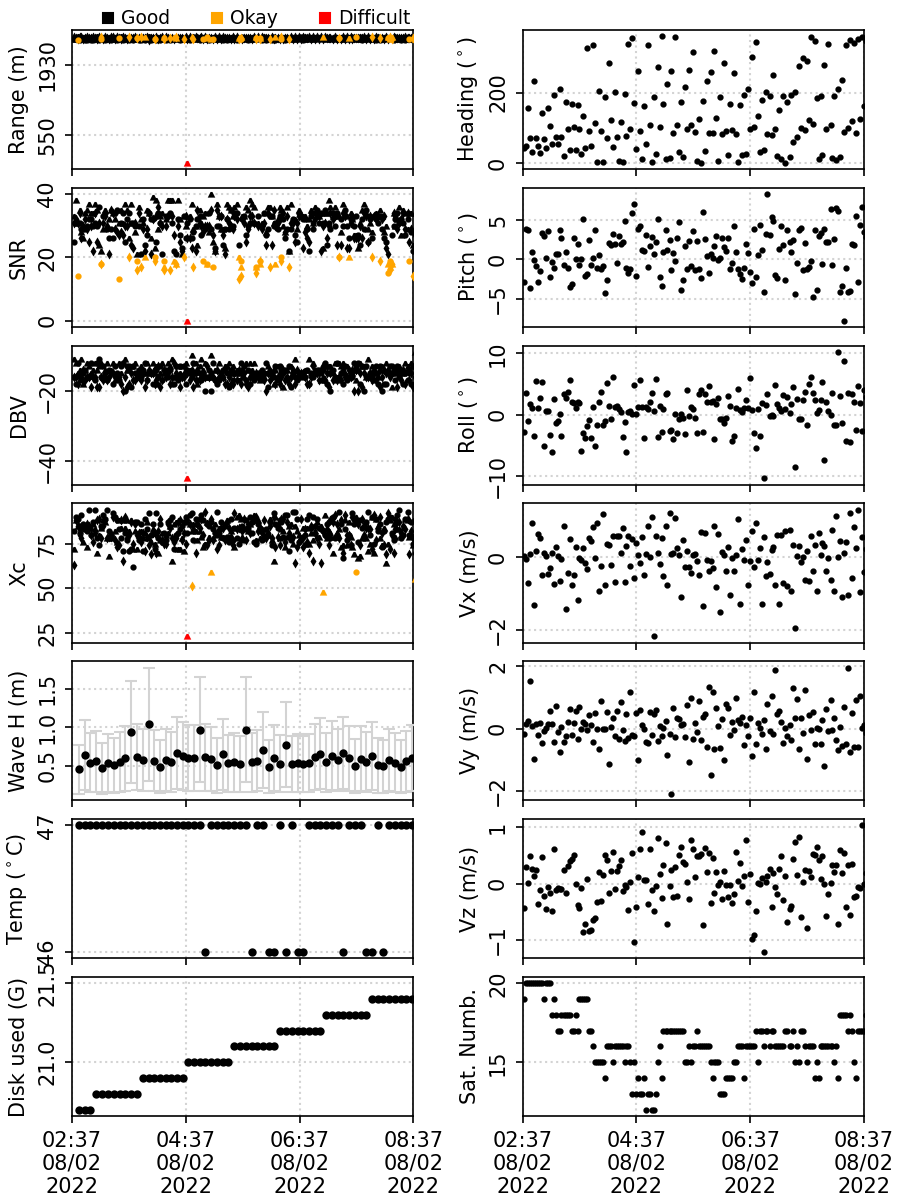 Good Okay Difficult
Range (m) 1930 550
Heading (°) 200 0
SNR 40 20 0
Pitch (°) 5 0 −5
DBV −20 −40
Roll (°) 10 0 −10
Xc 75 50 25
Vx (m/s) 0 −2
Wave H (m) 1.5 1.0 0.5
Vy (m/s) 2 0 −2
Temp (°C) 47 46
Vz (m/s) 1 0 −1
Disk used (G) 21.5 21.0
Sat. Numb. 20 15
02:37 04:37 06:37 08:37 02:37 04:37 06:37 08:37
08/02 08/02 08/02 08/02 08/02 08/02 08/02 08/02
2022 2022 2022 2022 2022 2022 2022 2022